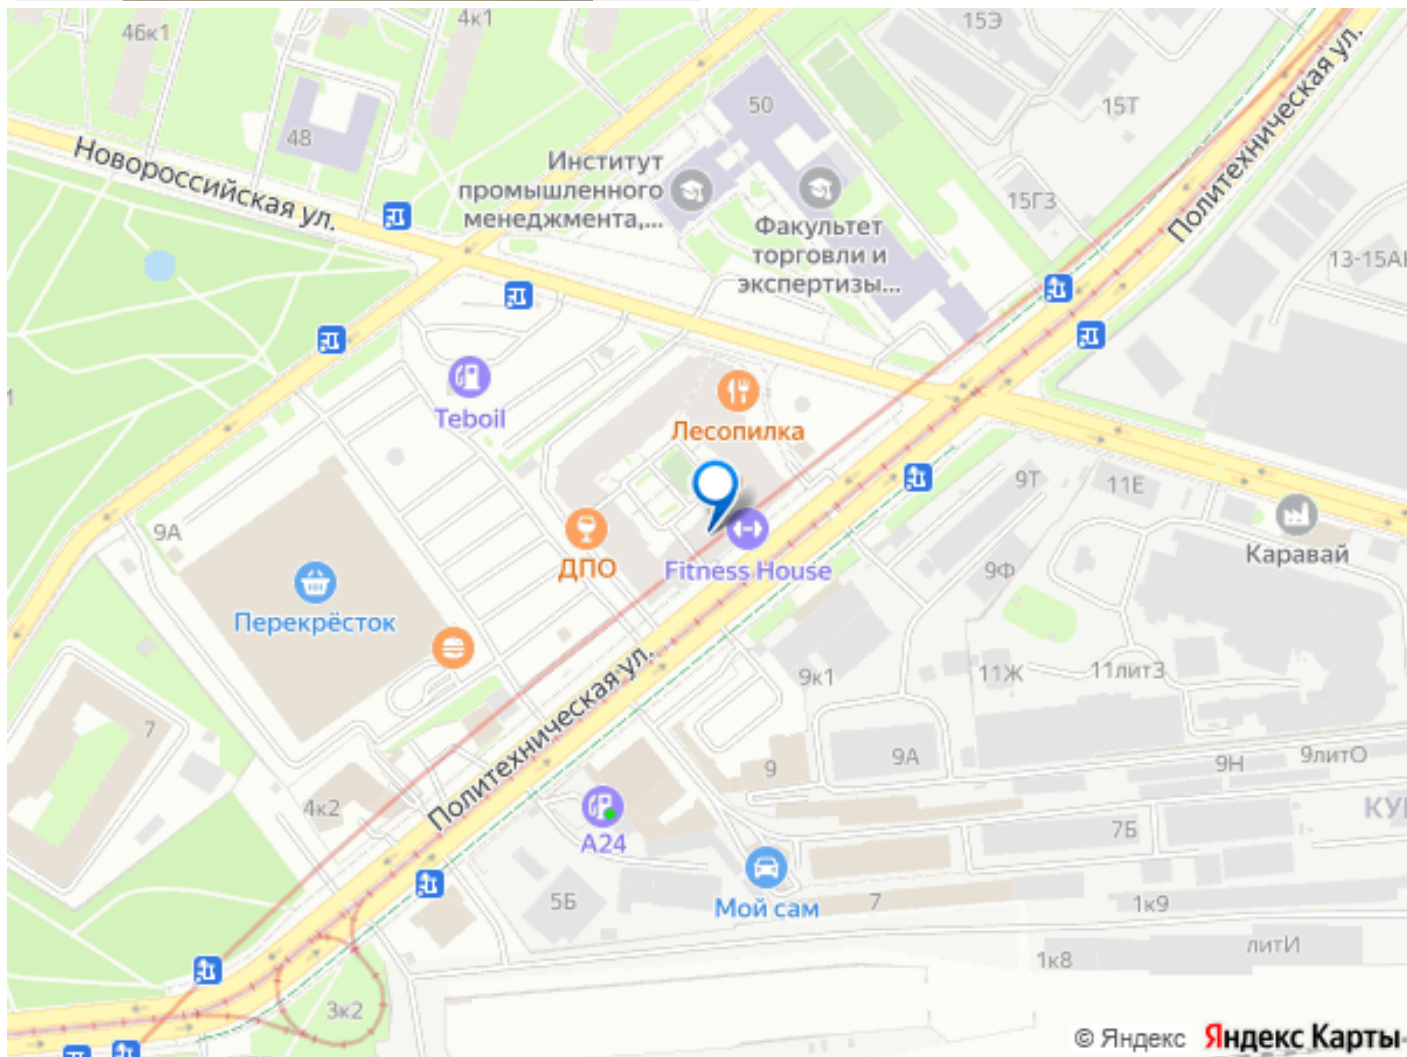 46к1
4к1
15Э
Политехническая ул.
48
50
15Т
Новороссийская ул.
Институт
промышленного
менеджмента,...
Факультет
торговли и
экспертизы...
15Г3
13-15А
Teboil
Лесопилка
9А
9Т
11Е
Каравай
ДПО
Fitness House
9Ф
Перекрёсток
9к1
11Ж
11лит3
7
Политехническая ул.
9
9А
9Н
9литО
4к2
А24
7Б
КУ
Мой сам
5Б
7
1к9
литИ
1к8
3к2
© Яндекс Яндекс Карты